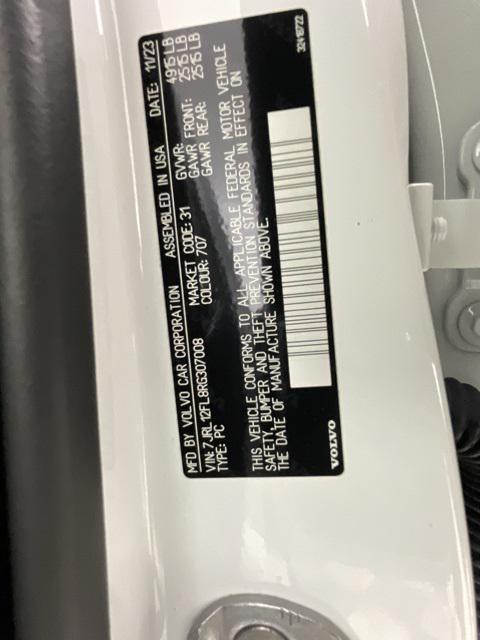 MFD BY VOLVO CAR CORPORATION ASSEMBLED IN USA DATE: 11/23
VIN: 7JRL12FL8RG307008 GVWR: 4915 LB
TYPE: PC MARKET CODE: 31 GAWR FRONT: 2515 LB
COLOUR: 707 GAWR REAR: 2515 LB
THIS VEHICLE CONFORMS TO ALL APPLICABLE FEDERAL MOTOR VEHICLE
SAFETY, BUMPER AND THEFT PREVENTION STANDARDS IN EFFECT ON
THE DATE OF MANUFACTURE SHOWN ABOVE.
VOLVO
32418722